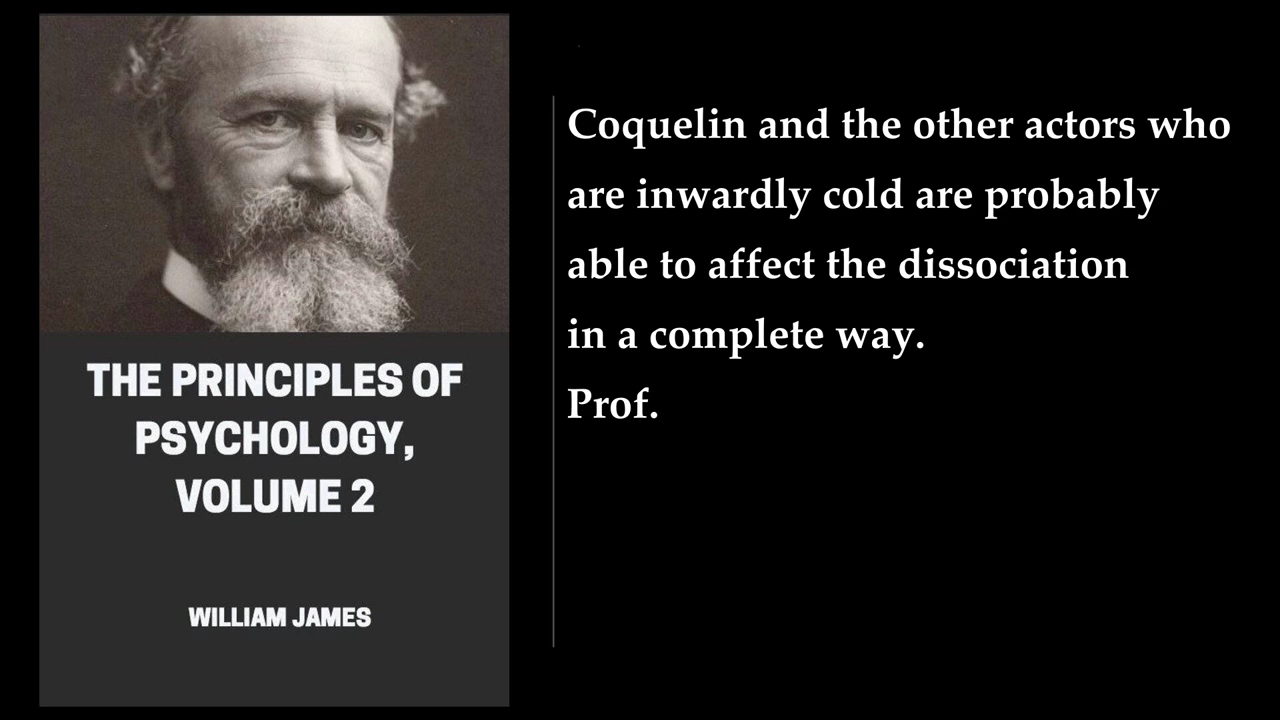 THE PRINCIPLES OF
PSYCHOLOGY,
VOLUME 2
WILLIAM JAMES
Coquelin and the other actors who
are inwardly cold are probably
able to affect the dissociation
in a complete way.
Prof.